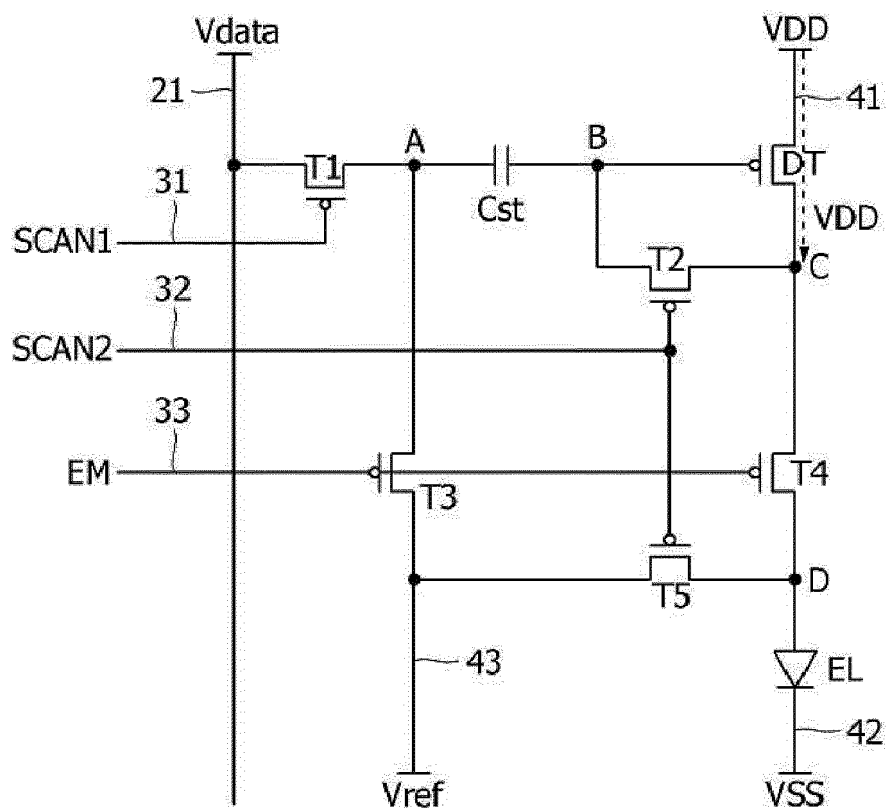 Vdata
VDD
21
41
A
B
T1
DT
31
Cst
VDD
SCAN1
T2
C
32
SCAN2
33
EM
T3
T4
T5
D
43
EL
42
Vref
VSS